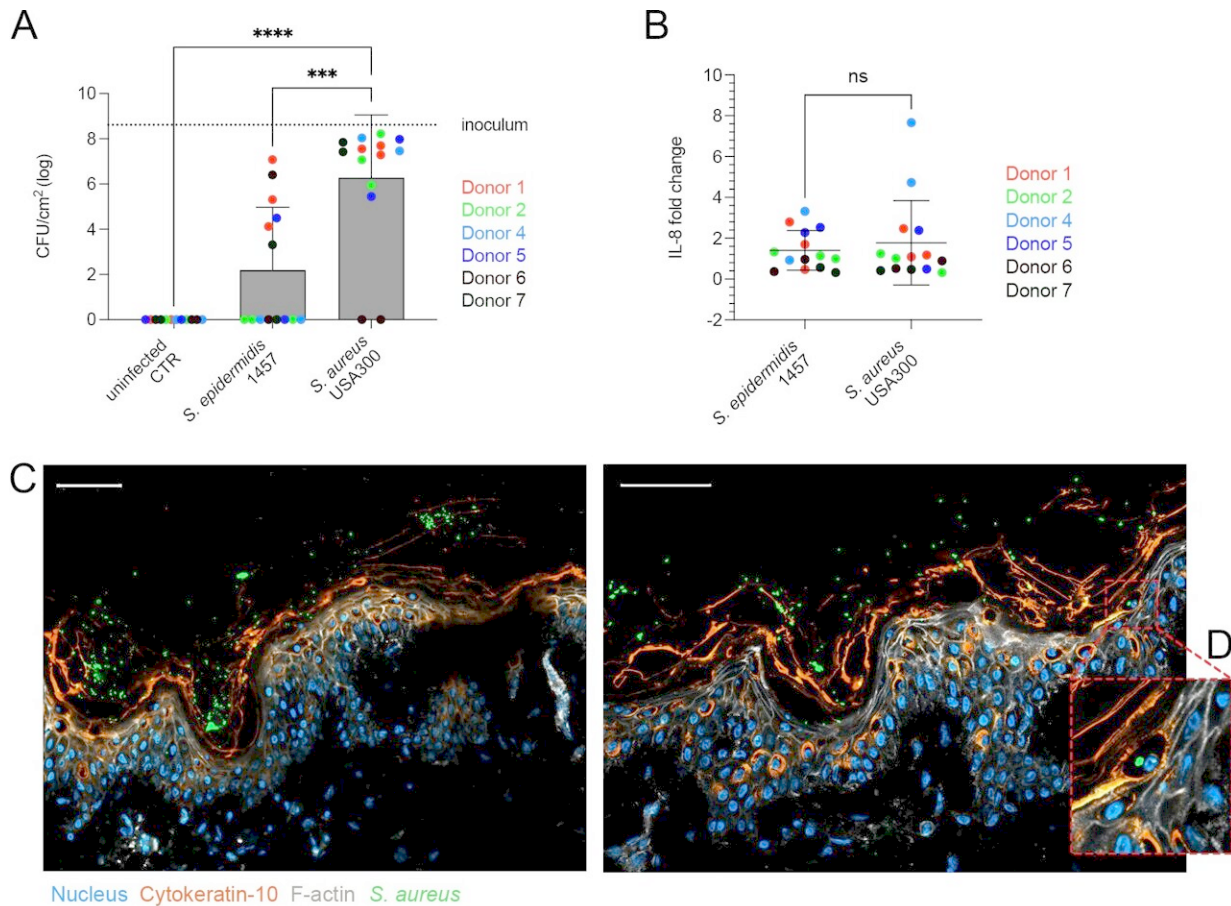 A
****
***
10
8
6
4
2
0
CFU/cm² (log)
inoculum
Donor 1
Donor 2
Donor 4
Donor 5
Donor 6
Donor 7
uninfected
CTR
S. epidermidis
1457
S. aureus
USA300
B
ns
10
8
6
4
2
0
-2
IL-8 fold change
Donor 1
Donor 2
Donor 4
Donor 5
Donor 6
Donor 7
S. epidermidis
1457
S. aureus
USA300
C
D
Nucleus Cytokeratin-10 F-actin S. aureus